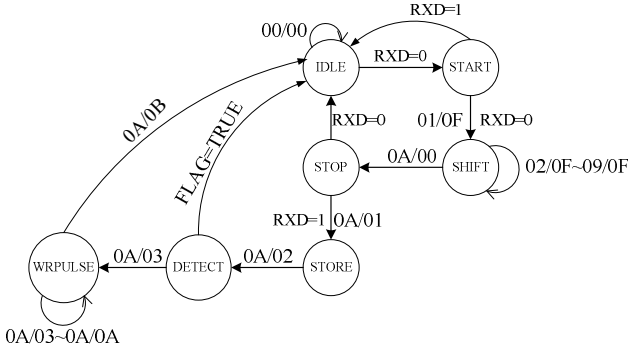 RXD=1
00/00
IDLE
RXD=0
START
0A/0B
FLAG=TRUE
RXD=0
01/0F
RXD=0
STOP
0A/00
SHIFT
02/0F~09/0F
RXD=1
0A/01
WRPULSE
0A/03
DETECT
0A/02
STORE
0A/03~0A/0A